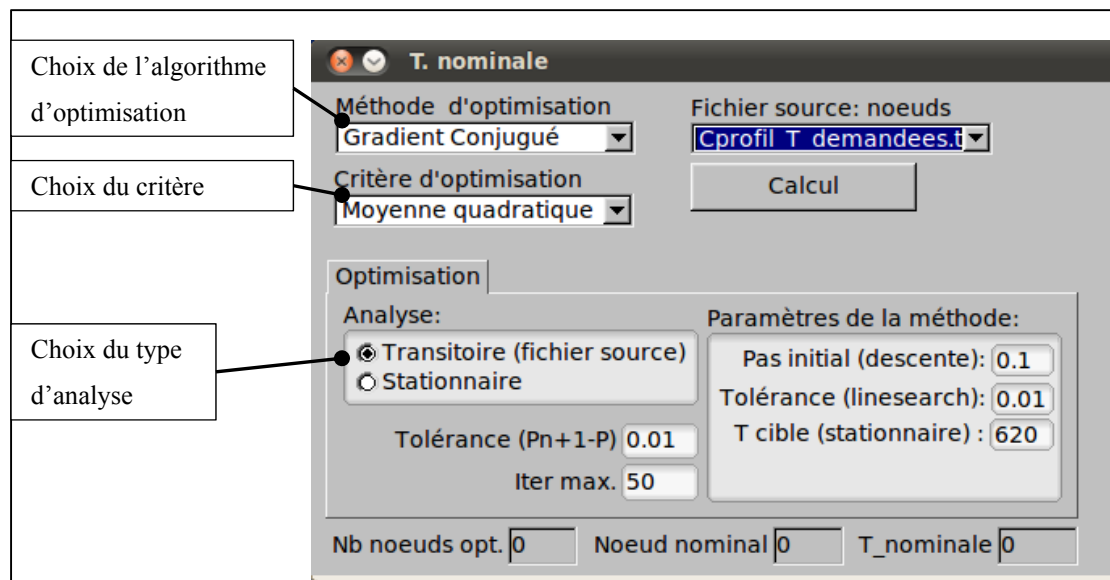 Choix de l’algorithme
d’optimisation
Choix du critère
Choix du type
d’analyse
T. nominale
Méthode d'optimisation
Gradient Conjugué
Fichier source: noeuds
Cprofil_T_demandees.t
Critère d'optimisation
Moyenne quadratique
Calcul
Optimisation
Analyse:
Transitoire (fichier source)
Stationnaire
Tolérance (Pn+1-P) 0.01
Iter max. 50
Paramètres de la méthode:
Pas initial (descente): 0.1
Tolérance (linesearch): 0.01
T cible (stationnaire) : 620
Nb noeuds opt. 0 Noeud nominal 0 T_nominale 0